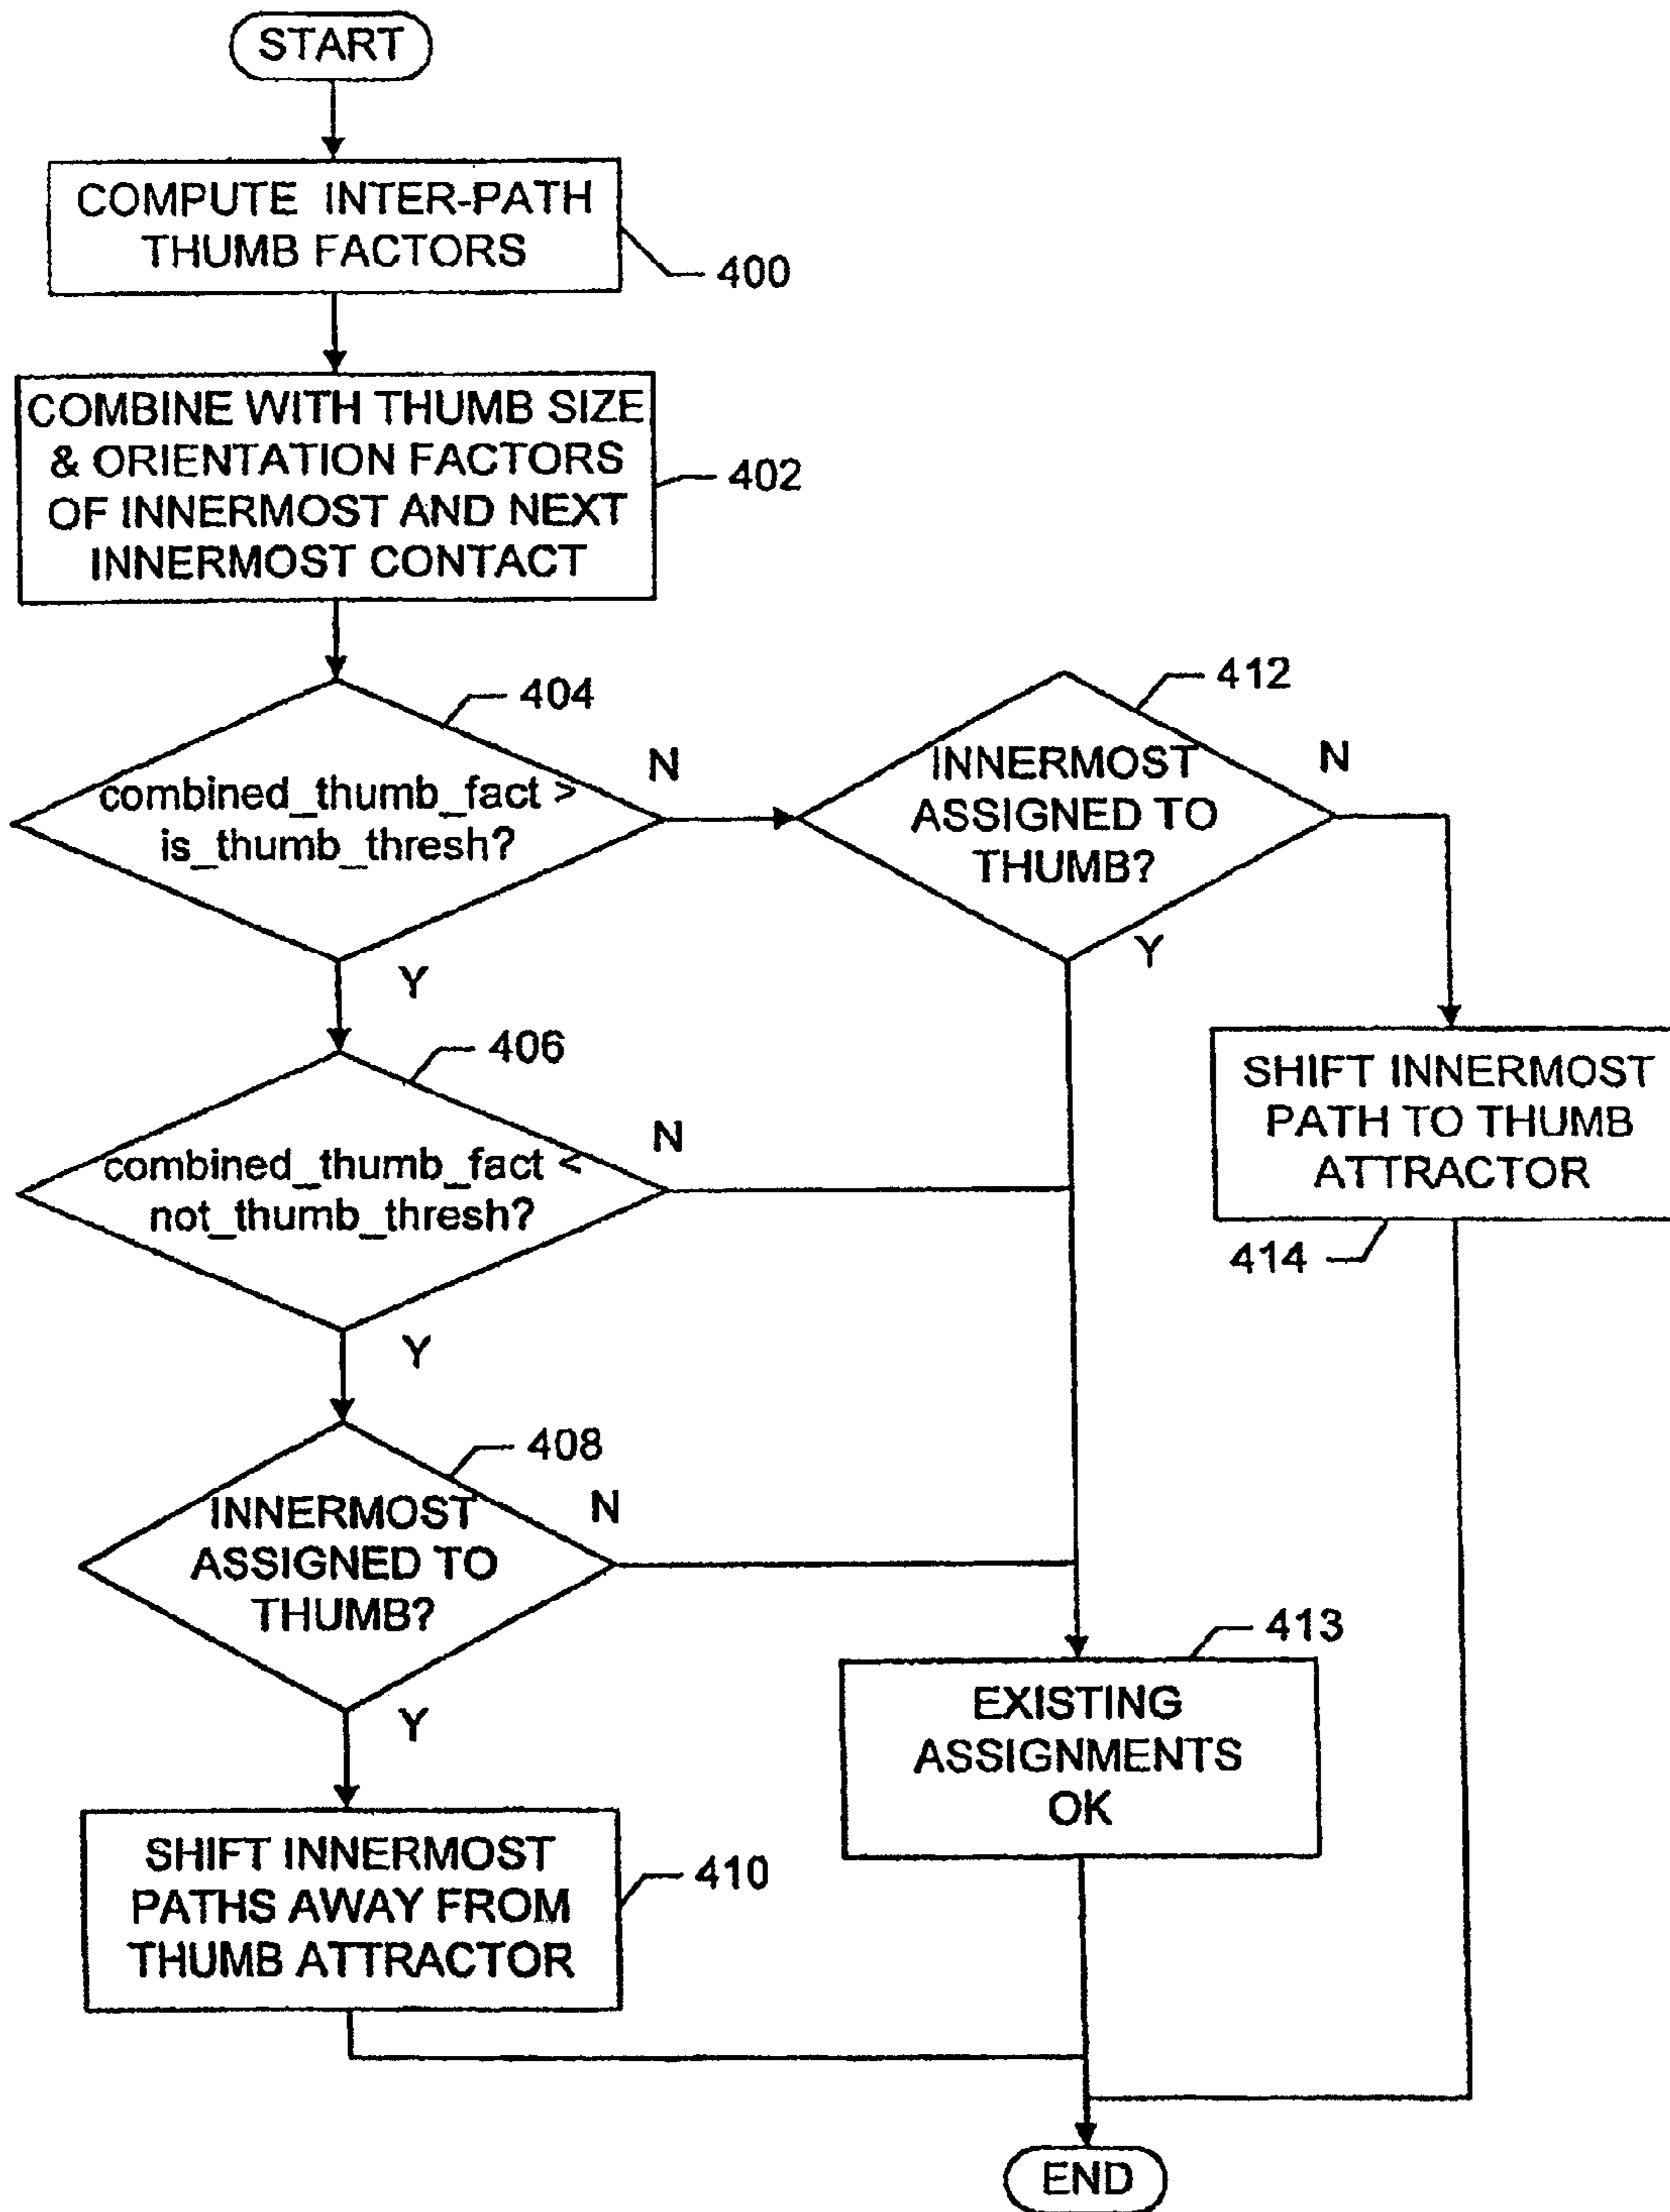 START
COMPUTE INTER-PATH
THUMB FACTORS
400
COMBINE WITH THUMB SIZE
& ORIENTATION FACTORS
OF INNERMOST AND NEXT
INNERMOST CONTACT
402
404
combined_thumb_fact >
is_thumb_thresh?
N
Y
412
INNERMOST
ASSIGNED TO
THUMB?
N
Y
406
combined_thumb_fact <
not_thumb_thresh?
N
Y
SHIFT INNERMOST
PATH TO THUMB
ATTRACTOR
414
408
INNERMOST
ASSIGNED TO
THUMB?
N
Y
413
EXISTING
ASSIGNMENTS
OK
SHIFT INNERMOST
PATHS AWAY FROM
THUMB ATTRACTOR
410
END